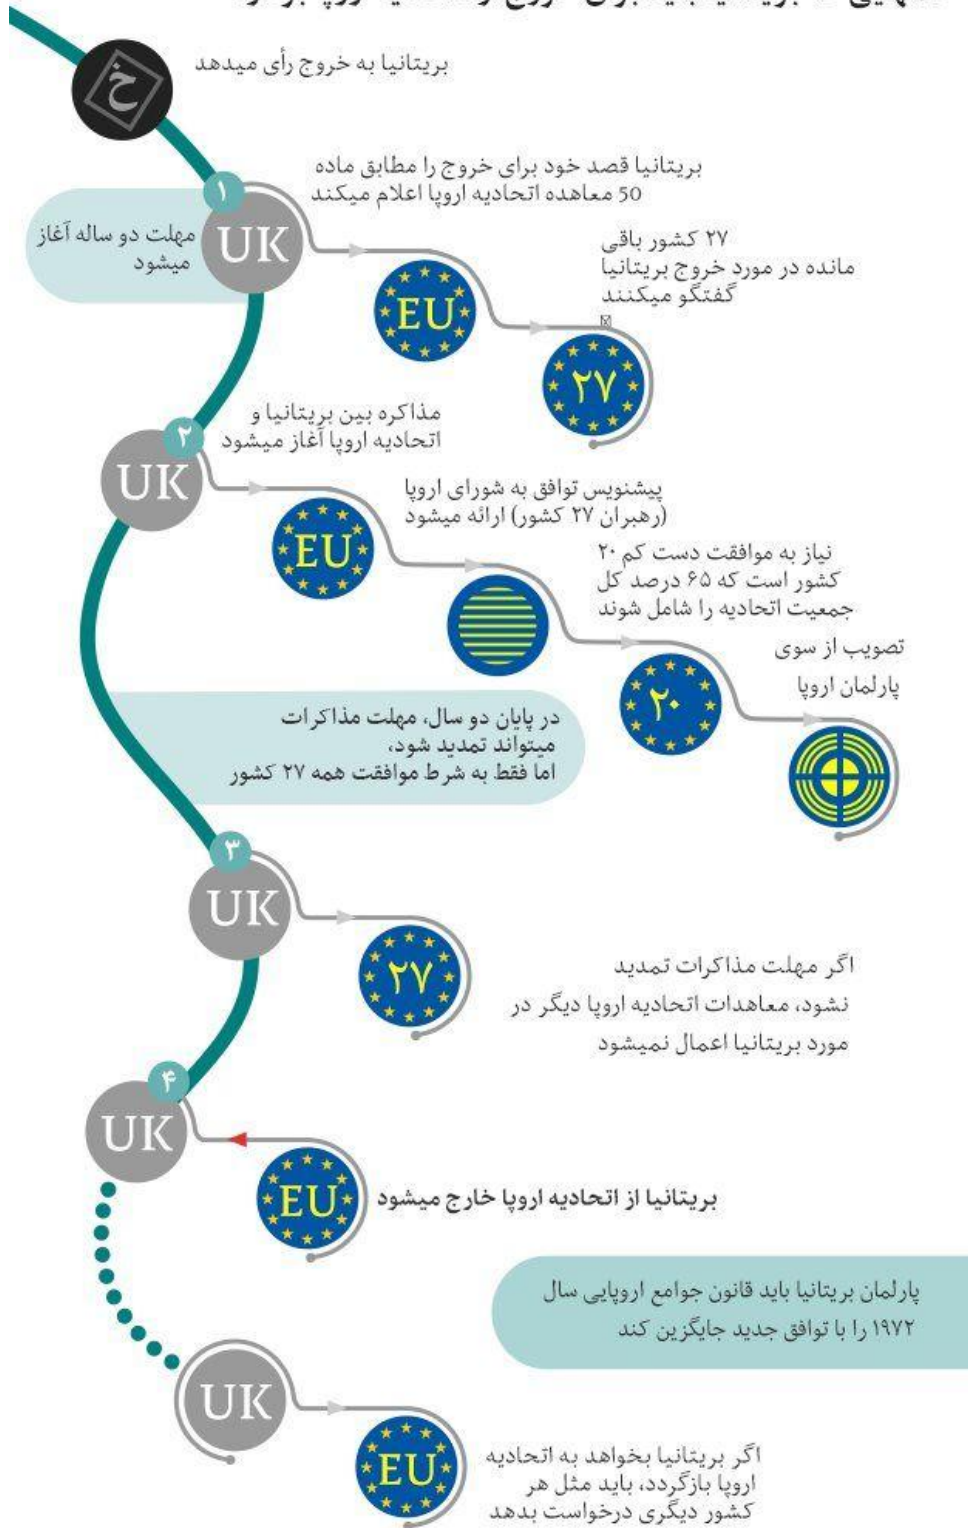 بریتانیا به خروج رأی میدهد
خ
بریتانیا قصد خود برای خروج را مطابق ماده
50 معاهده اتحادیه اروپا اعلام میکند
۱
UK
مهلت دو ساله آغاز
میشود
EU
۲۷ کشور باقی
مانده در مورد خروج بریتانیا
گفتگو میکنند
۲۷
مذاکره بین بریتانیا و
اتحادیه اروپا آغاز میشود
۲
UK
EU
پیشنویس توافق به شورای اروپا
(رهبران ۲۷ کشور) ارائه میشود
نیاز به موافقت دست کم ۲۰
کشور است که ۶۵ درصد کل
جمعیت اتحادیه را شامل شوند
۲۰
تصویب از سوی
پارلمان اروپا
در پایان دو سال، مهلت مذاکرات
میتواند تمدید شود،
اما فقط به شرط موافقت همه ۲۷ کشور
۳
UK
۲۷
اگر مهلت مذاکرات تمدید
نشود، معاهدات اتحادیه اروپا دیگر در
مورد بریتانیا اعمال نمیشود
۴
UK
EU
بریتانیا از اتحادیه اروپا خارج میشود
پارلمان بریتانیا باید قانون جوامع اروپایی سال
۱۹۷۲ را با توافق جدید جایگزین کند
UK
EU
اگر بریتانیا بخواهد به اتحادیه
اروپا بازگردد، باید مثل هر
کشور دیگری درخواست بدهد